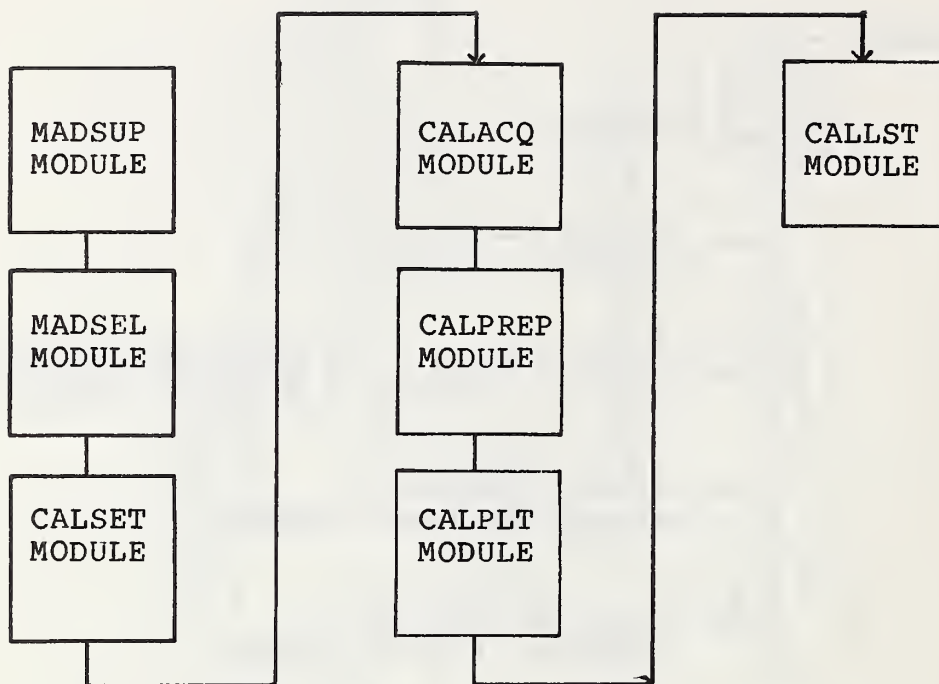 MADSUP
MODULE
MADSEL
MODULE
CALSET
MODULE
CALACQ
MODULE
CALPREP
MODULE
CALPLT
MODULE
CALLST
MODULE